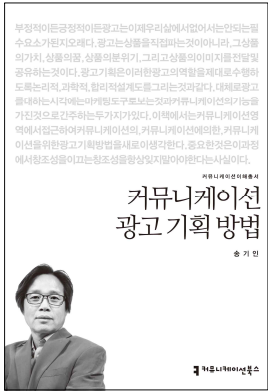 부정적이든긍정적이든광고는이제우리삶에서없어서는안되는필
수요소가된지오래다.광고는상품을직접파는것이아니라,그상품
의가치,상품의꿈,상품의분위기,그리고상품의이미지를전달및
공유하는것이다.광고기획은이러한광고의역할을제대로수행하
도록논리적,과학적,합리적설계도를그리는것과같다.대체로광고
를대하는시각에는마케팅도구로보는것과커뮤니케이션의기능을
가진것으로간주하는두가지가있다.이책에서는커뮤니케이션영
역에서접근하여커뮤니케이션의,커뮤니케이션에의한,커뮤니케
이션을위한광고기획방법을새로이생각한다.중요한것은이과정
에서창조성을이끄는창조성을항상잊지말아야한다는사실이다.
커뮤니케이션이해총서
커뮤니케이션
광고 기획 방법
송기인
커뮤니케이션북스